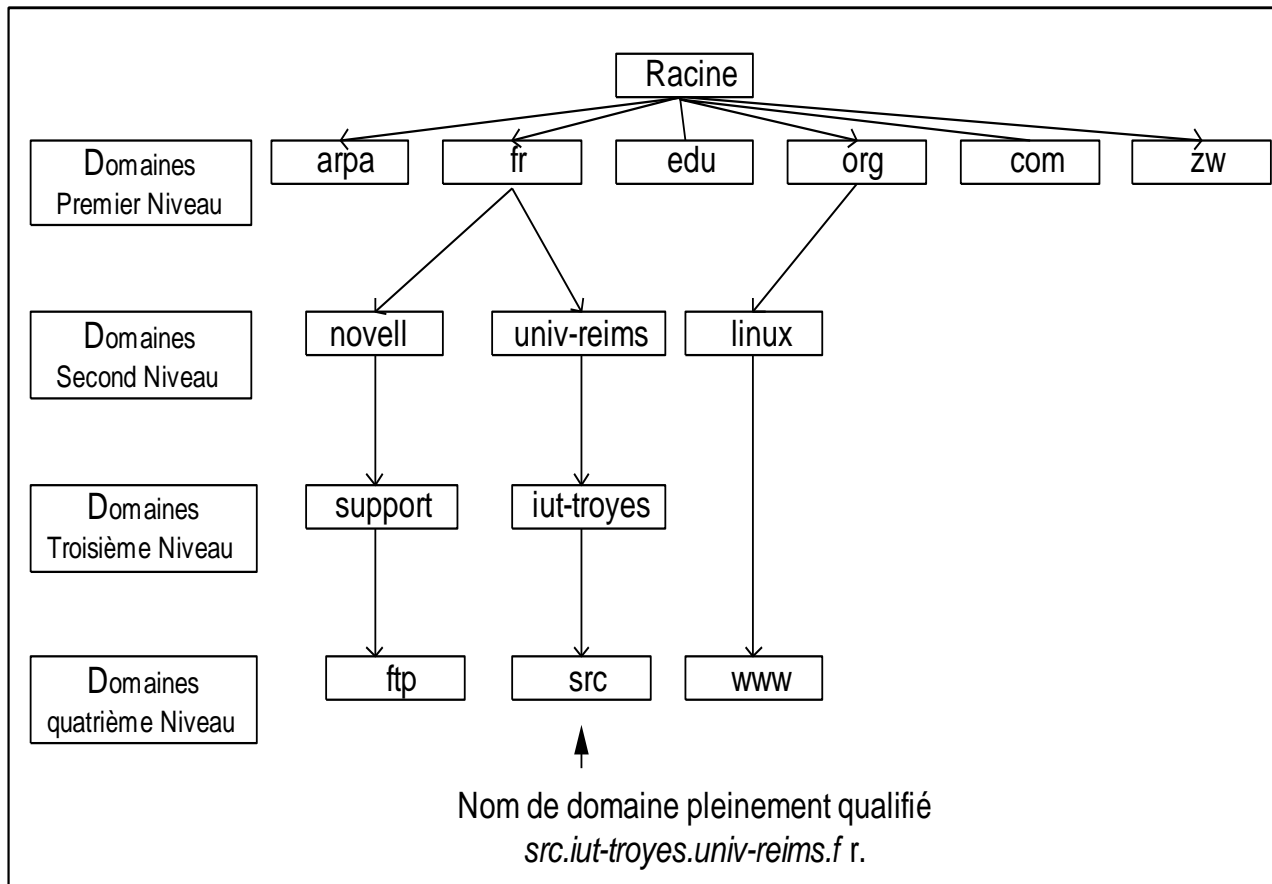 Racine
Domaines
Premier Niveau
arpa
fr
edu
org
com
zw
Domaines
Second Niveau
novell
univ-reims
linux
Domaines
Troisième Niveau
support
iut-troyes
Domaines
quatrième Niveau
ftp
src
www
Nom de domaine pleinement qualifié
src.iut-troyes.univ-reims.f r.